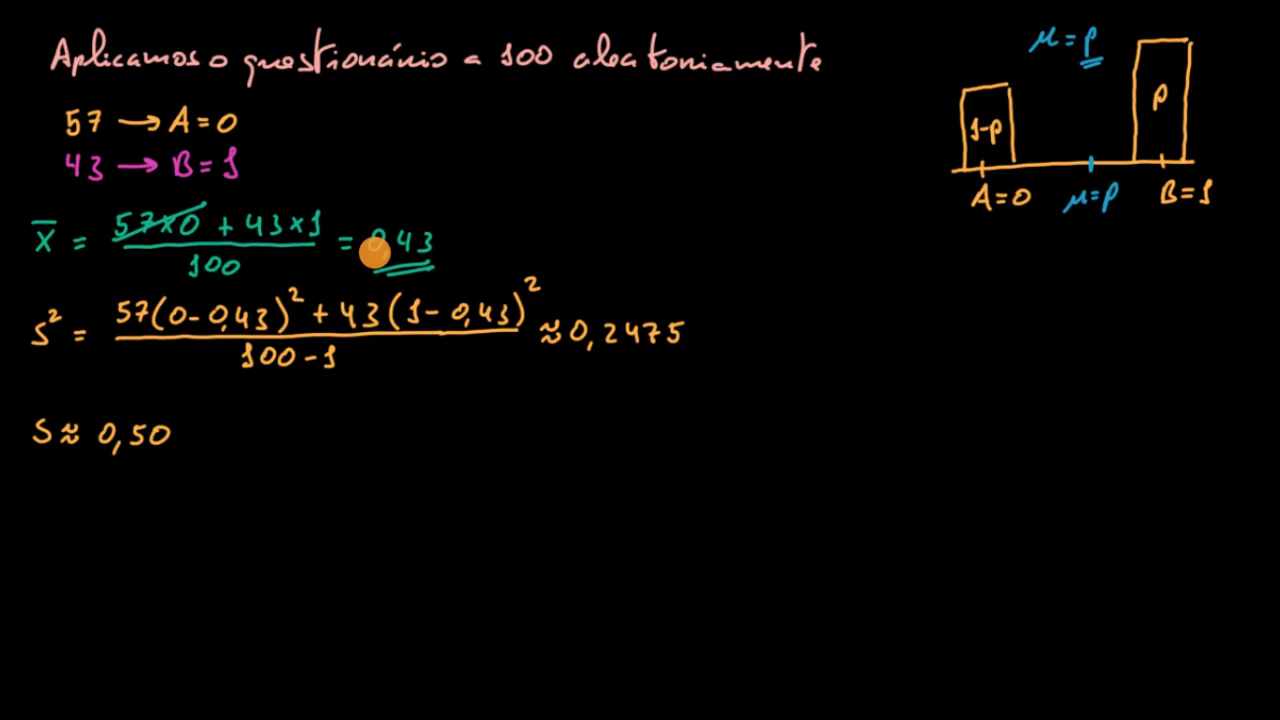 Aplicamos o questionário a 100 aleatoriamente
57 → A = 0
43 → B = 1
x̄ = (57×0 + 43×1) / 100 = 0,43
S² = (57(0 - 0,43)² + 43(1 - 0,43)²) / (100 - 1) ≈ 0,2475
S ≈ 0,50
μ = p
1-p
p
A = 0
μ = p
B = 1